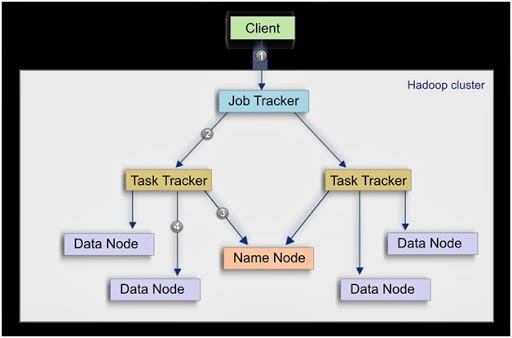 Client
1
Hadoop cluster
Job Tracker
2
Task Tracker
Task Tracker
4
3
Data Node
Name Node
Data Node
Data Node
Data Node